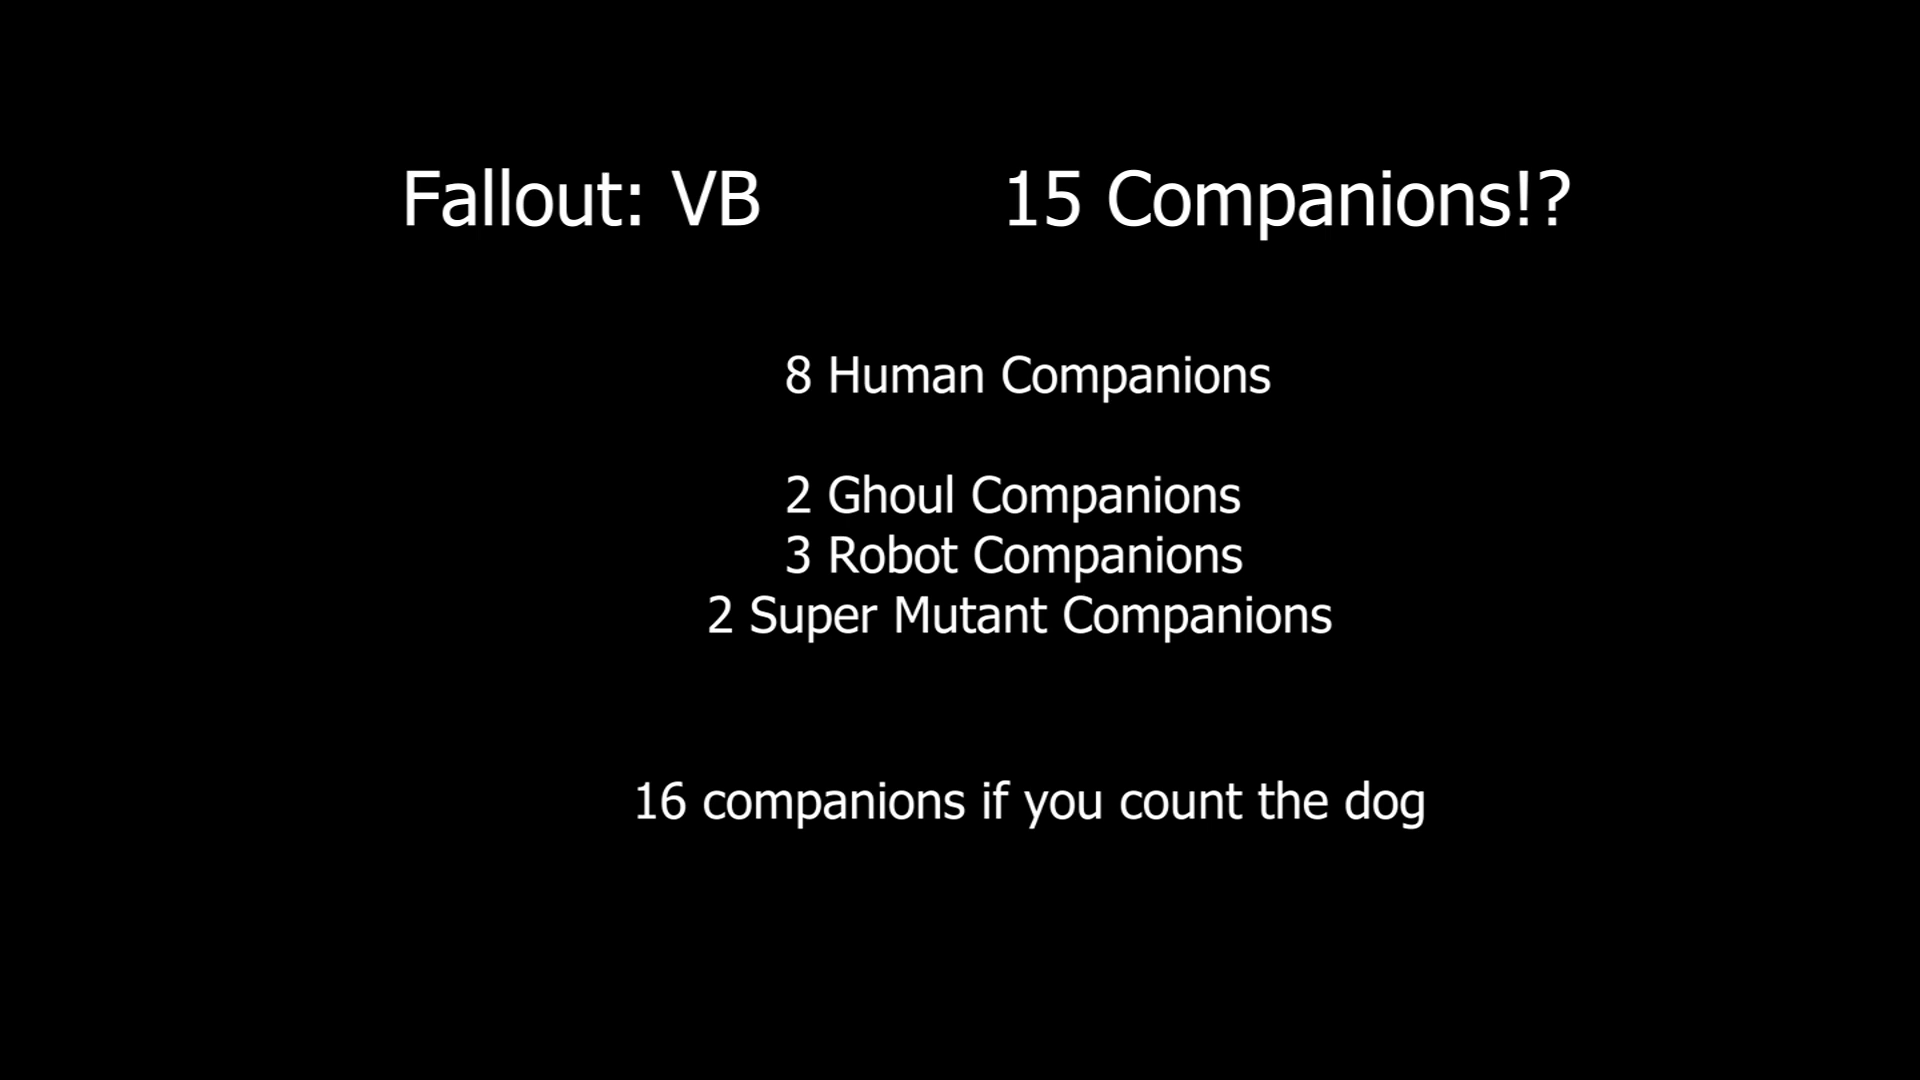 Fallout: VB 15 Companions!?
8 Human Companions
2 Ghoul Companions
3 Robot Companions
2 Super Mutant Companions
16 companions if you count the dog